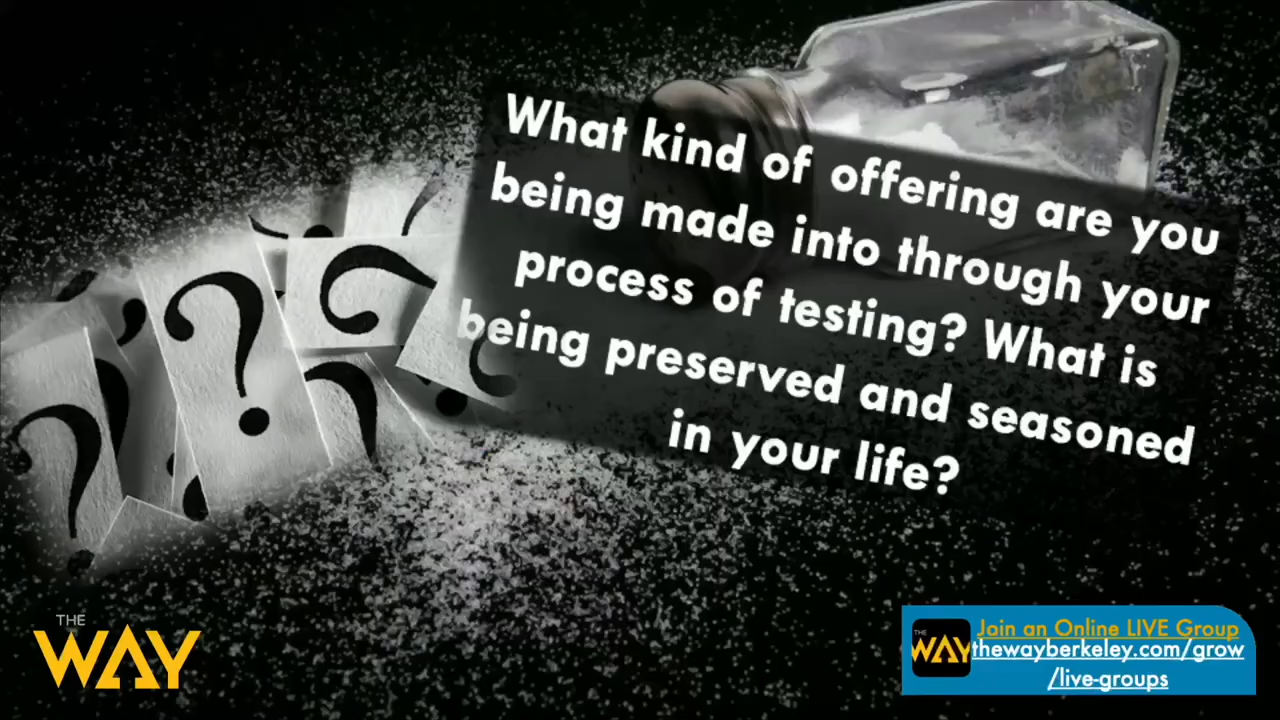 What kind of offering are you
being made into through your
process of testing? What is
being preserved and seasoned
in your life?
? ? ?
THE
WAY
THE
WAY
Join an Online LIVE Group
thewayberkeley.com/grow
/live-groups